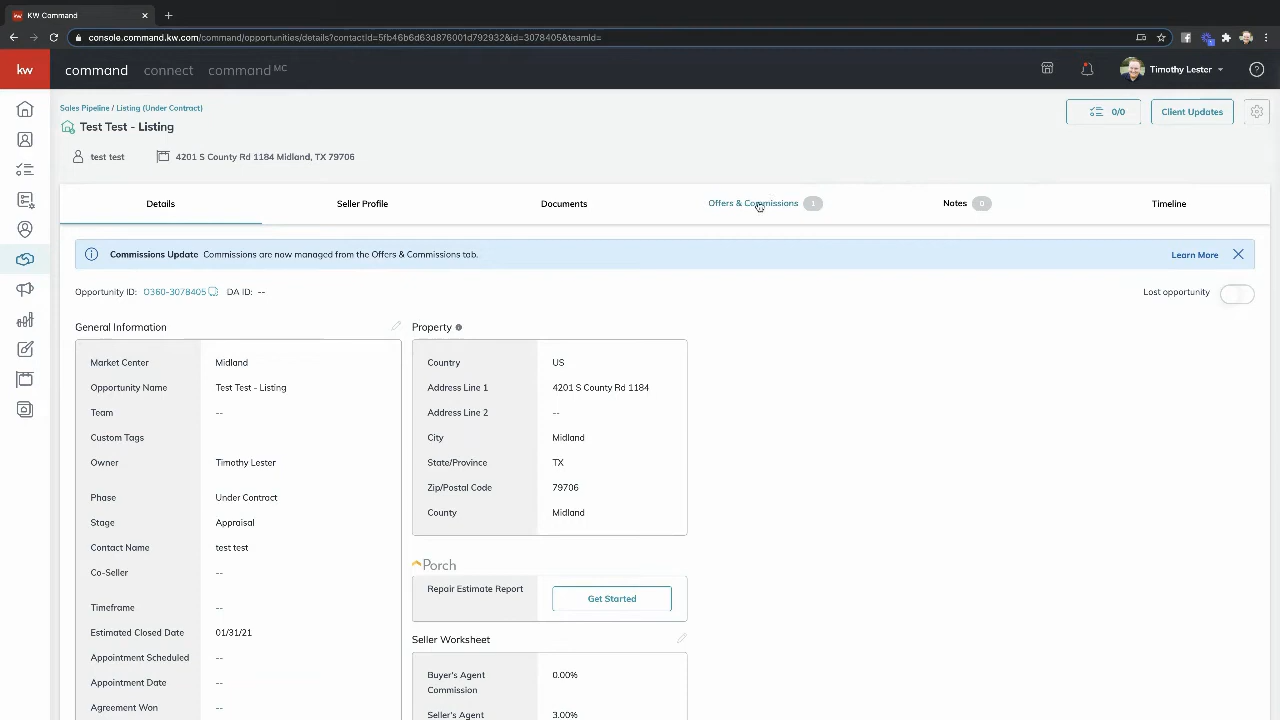 KW Command
console.command.kw.com/command/opportunities/details?contactId=5fb46b6d63d876001d792932&id=3078405&teamId=
kw
command connect command MC
Timothy Lester
Sales Pipeline / Listing (Under Contract)
Test Test - Listing
0/0
Client Updates
test test
4201 S County Rd 1184 Midland, TX 79706
Details
Seller Profile
Documents
Offers & Commissions 1
Notes 0
Timeline
Commissions Update Commissions are now managed from the Offers & Commissions tab.
Learn More
Opportunity ID: O360-3078405 DA ID: --
Lost opportunity
General Information
Market Center Midland
Opportunity Name Test Test - Listing
Team --
Custom Tags
Owner Timothy Lester
Phase Under Contract
Stage Appraisal
Contact Name test test
Co-Seller --
Timeframe --
Estimated Closed Date 01/31/21
Appointment Scheduled --
Appointment Date --
Agreement Won --
Property
Country US
Address Line 1 4201 S County Rd 1184
Address Line 2 --
City Midland
State/Province TX
Zip/Postal Code 79706
County Midland
Porch
Repair Estimate Report Get Started
Seller Worksheet
Buyer's Agent 0.00%
Commission
Seller's Agent 3.00%